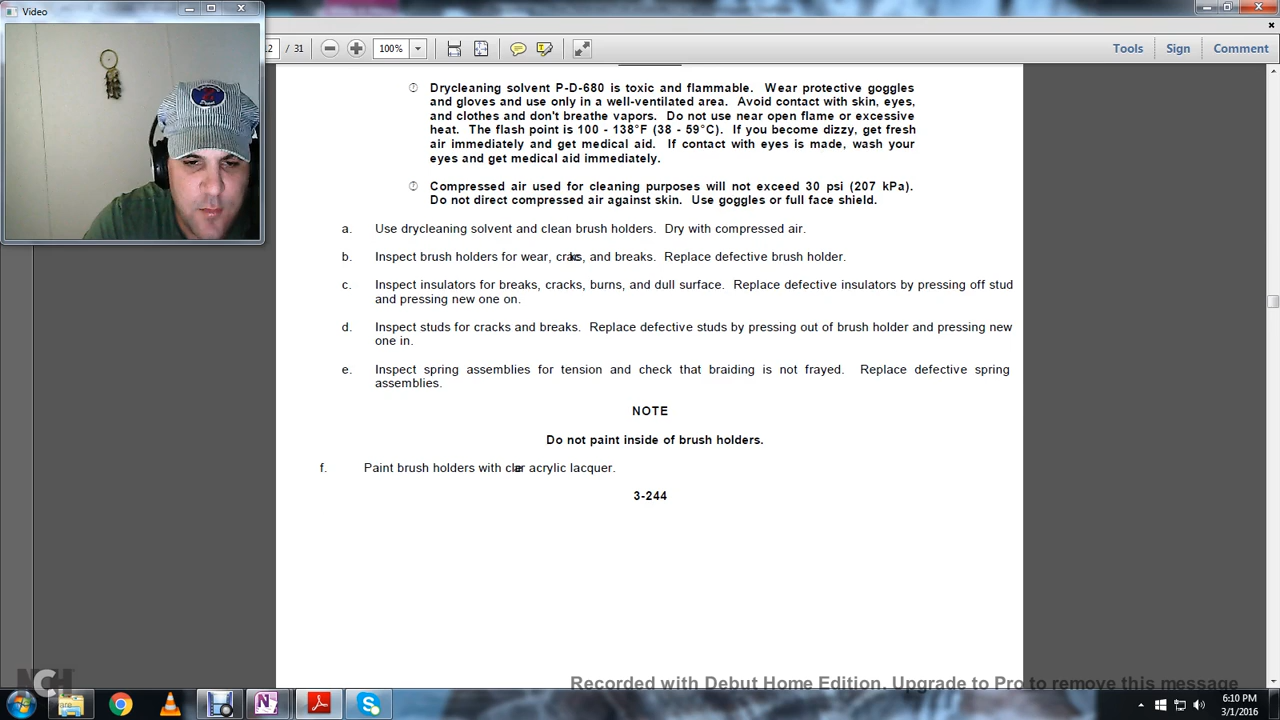 Video
12 / 31
100%
Tools
Sign
Comment
Drycleaning solvent P-D-680 is toxic and flammable. Wear protective goggles
and gloves and use only in a well-ventilated area. Avoid contact with skin, eyes,
and clothes and don't breathe vapors. Do not use near open flame or excessive
heat. The flash point is 100 - 138°F (38 - 59°C). If you become dizzy, get fresh
air immediately and get medical aid. If contact with eyes is made, wash your
eyes and get medical aid immediately.
Compressed air used for cleaning purposes will not exceed 30 psi (207 kPa).
Do not direct compressed air against skin. Use goggles or full face shield.
a. Use drycleaning solvent and clean brush holders. Dry with compressed air.
b. Inspect brush holders for wear, cracks, and breaks. Replace defective brush holder.
c. Inspect insulators for breaks, cracks, burns, and dull surface. Replace defective insulators by pressing off stud
and pressing new one on.
d. Inspect studs for cracks and breaks. Replace defective studs by pressing out of brush holder and pressing new
one in.
e. Inspect spring assemblies for tension and check that braiding is not frayed. Replace defective spring
assemblies.
NOTE
Do not paint inside of brush holders.
f. Paint brush holders with clear acrylic lacquer.
3-244
NCH
Recorded with Debut Home Edition. Upgrade to Pro to remove this message.
6:10 PM
3/1/2016